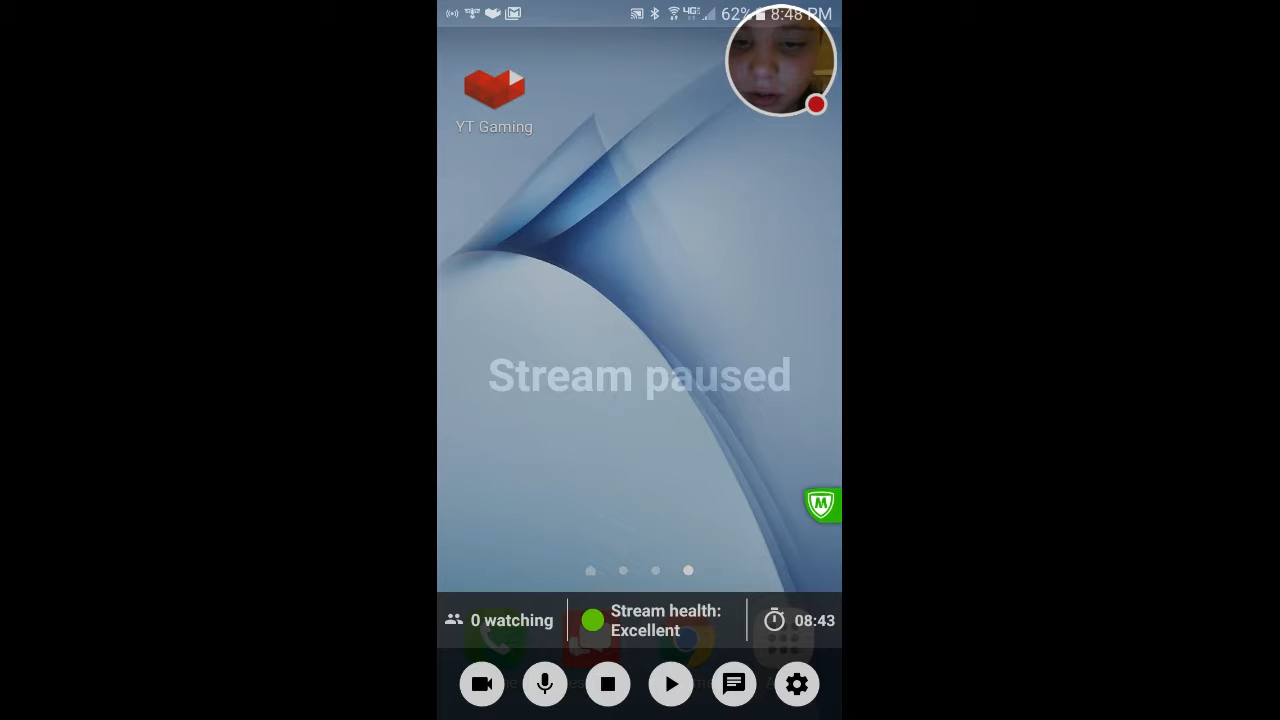 62% 8:48 PM
YT Gaming
Stream paused
0 watching
Stream health:
Excellent
08:43